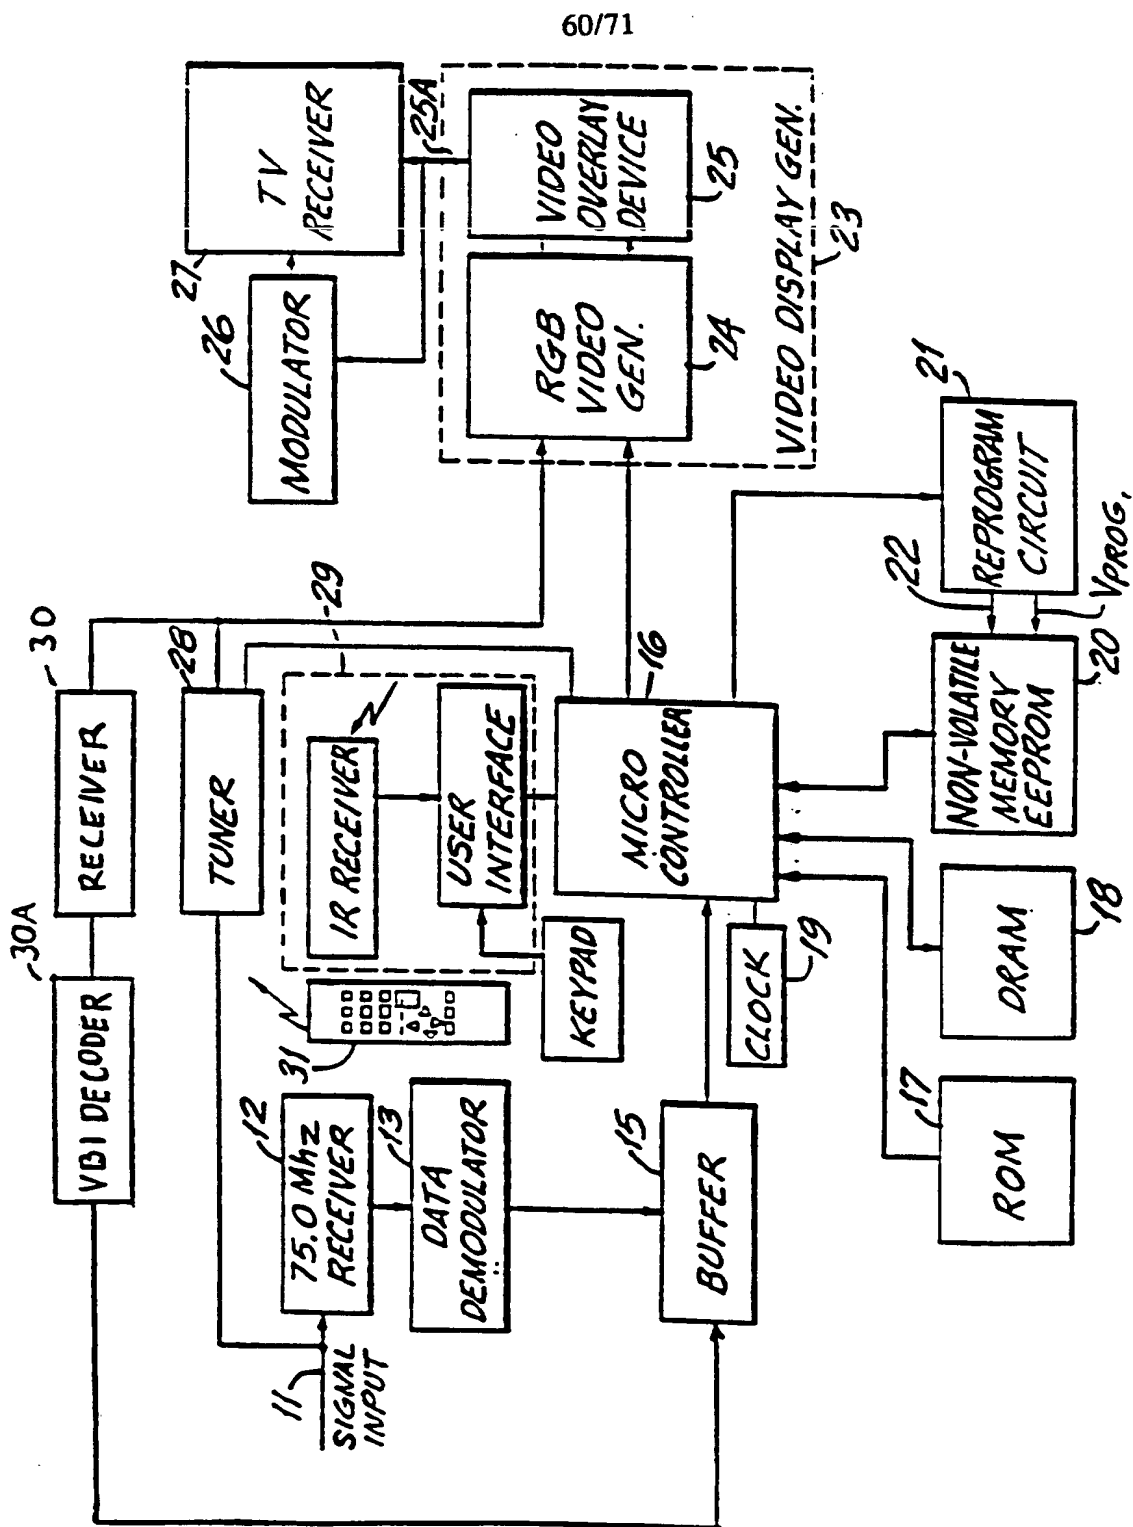 60/71
30A
VBI DECODER
30
RECEIVER
28
TUNER
11
SIGNAL
INPUT
12
75.0 Mhz
RECEIVER
13
DATA
DEMODULATOR
31
29
IR RECEIVER
USER
INTERFACE
KEYPAD
15
BUFFER
16
MICRO
CONTROLLER
CLOCK
19
17
ROM
DRAM
18
NON-VOLATILE
MEMORY
EEPROM
20
22
VPROG.
21
REPROGRAM
CIRCUIT
26
MODULATOR
27
TV
RECEIVER
25A
RGB
VIDEO
GEN.
24
VIDEO
OVERLAY
DEVICE
25
VIDEO DISPLAY GEN.
23